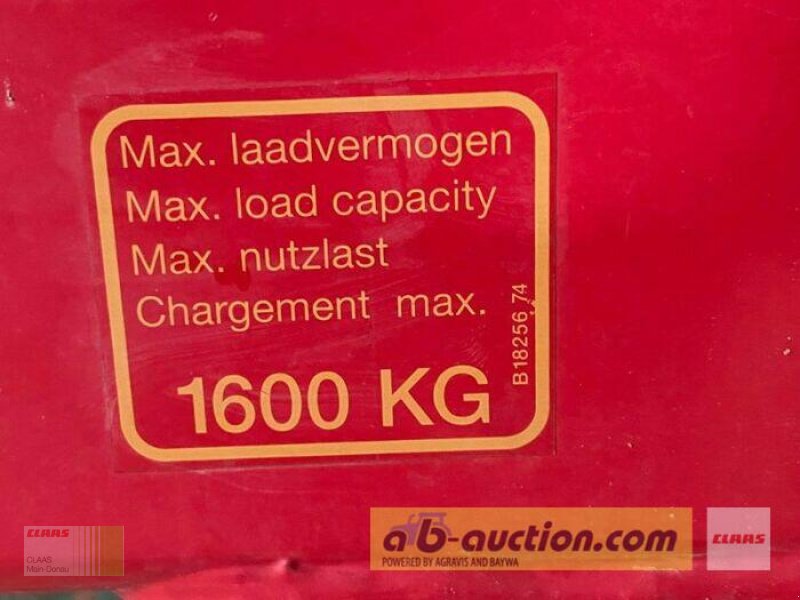 Max. laadvermogen
Max. load capacity
Max. nutzlast
Chargement max.
1600 KG
B18256 74
CLAAS
CLAAS
Main-Donau
ab-auction.com
POWERED BY AGRAVIS AND BAYWA
CLAAS